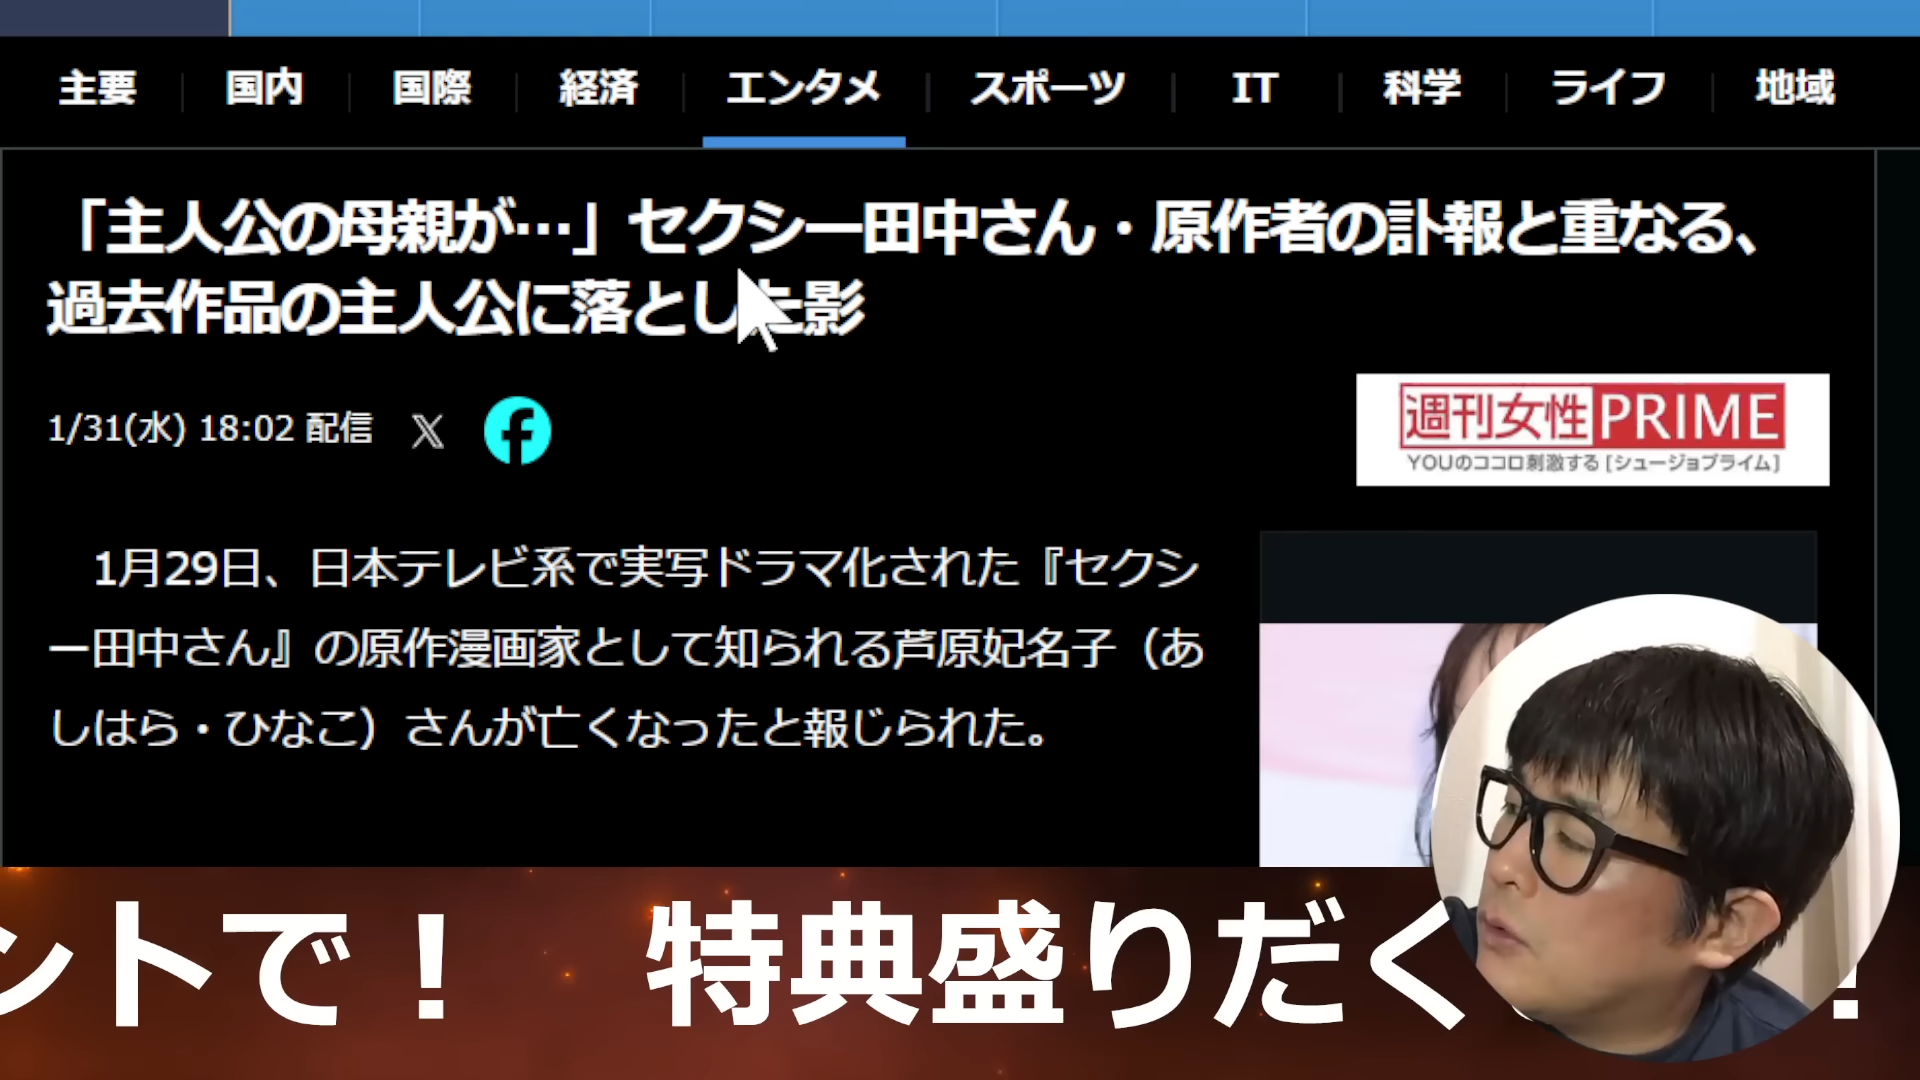 主要 国内 国際 経済 エンタメ スポーツ IT 科学 ライフ 地域
「主人公の母親が…」セクシー田中さん・原作者の訃報と重なる、
過去作品の主人公に落とした影
1/31(水) 18:02 配信
週刊女性PRIME
YOUのココロ刺激する [シュージョプライム]
1月29日、日本テレビ系で実写ドラマ化された『セクシ
ー田中さん』の原作漫画家として知られる芦原妃名子（あ
しはら・ひなこ）さんが亡くなったと報じられた。
ントで！ 特典盛りだく